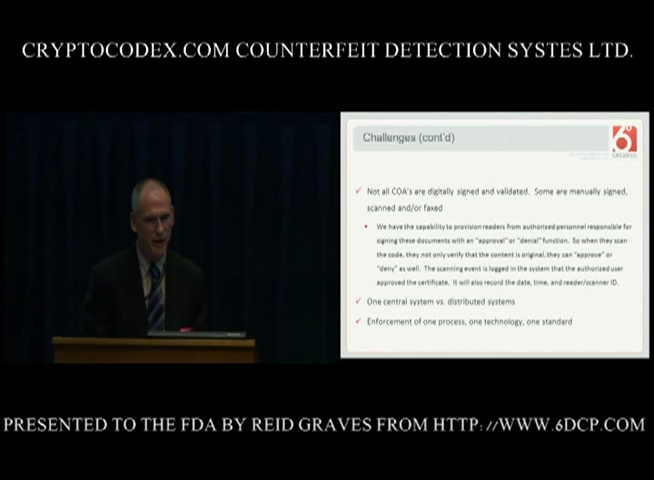 CRYPTOCODEX.COM COUNTERFEIT DETECTION SYSTES LTD.
Challenges (cont'd)
6°
DEGREES
✓ Not all COA's are digitally signed and validated. Some are manually signed,
scanned and/or faxed
• We have the capability to provision readers from authorized personnel responsible for
signing these documents with an "approval" or "denial" function. So when they scan
the code, they not only verify that the content is original, they can "approve" or
"deny" as well. The scanning event is logged in the system that the authorized user
approved the certificate. It will also record the date, time, and reader/scanner ID.
✓ One central system vs. distributed systems
✓ Enforcement of one process, one technology, one standard
PRESENTED TO THE FDA BY REID GRAVES FROM HTTP://WWW.6DCP.COM